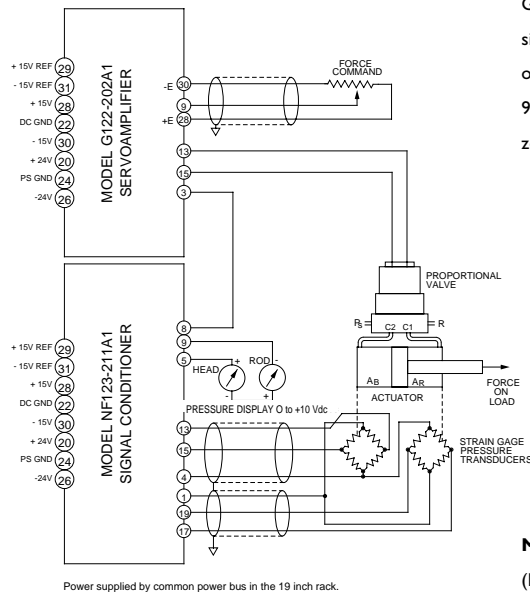 MODEL G122-202A1
SERVOAMPLIFIER
+ 15V REF 29
- 15V REF 31
+ 15V 28
DC GND 22
- 15V 30
+ 24V 20
PS GND 24
-24V 26
-E 30
9
+E 28
13
15
3
FORCE
COMMAND
PROPORTIONAL
VALVE
PS
C2 C1
R
AB
AR
ACTUATOR
FORCE
ON
LOAD
MODEL NF123-211A1
SIGNAL CONDITIONER
+ 15V REF 29
- 15V REF 31
+ 15V 28
DC GND 22
- 15V 30
+ 24V 20
PS GND 24
-24V 26
8
9
5
HEAD + -
ROD - +
PRESSURE DISPLAY O to +10 Vdc
13
15
4
1
19
17
STRAIN GAGE
PRESSURE
TRANSDUCERS
Power supplied by common power bus in the 19 inch rack.
G
si
o
9
z
N